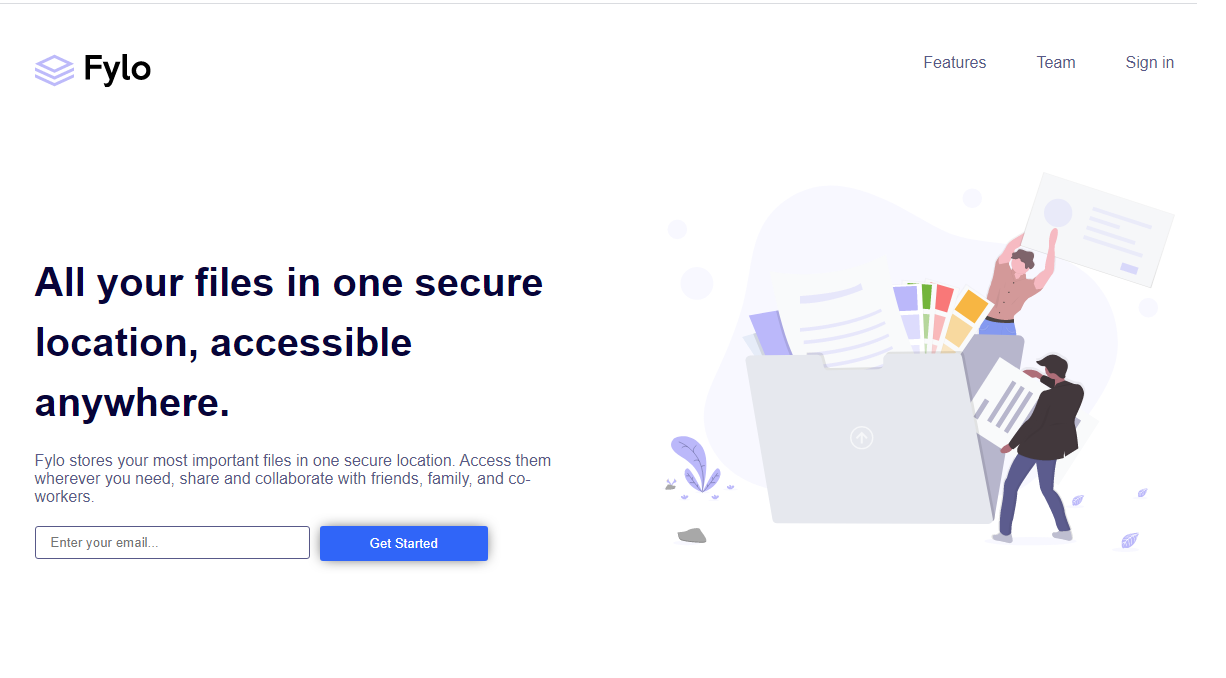 Fylo
Features
Team
Sign in
All your files in one secure
location, accessible
anywhere.
Fylo stores your most important files in one secure location. Access them
wherever you need, share and collaborate with friends, family, and co-
workers.
Enter your email...
Get Started